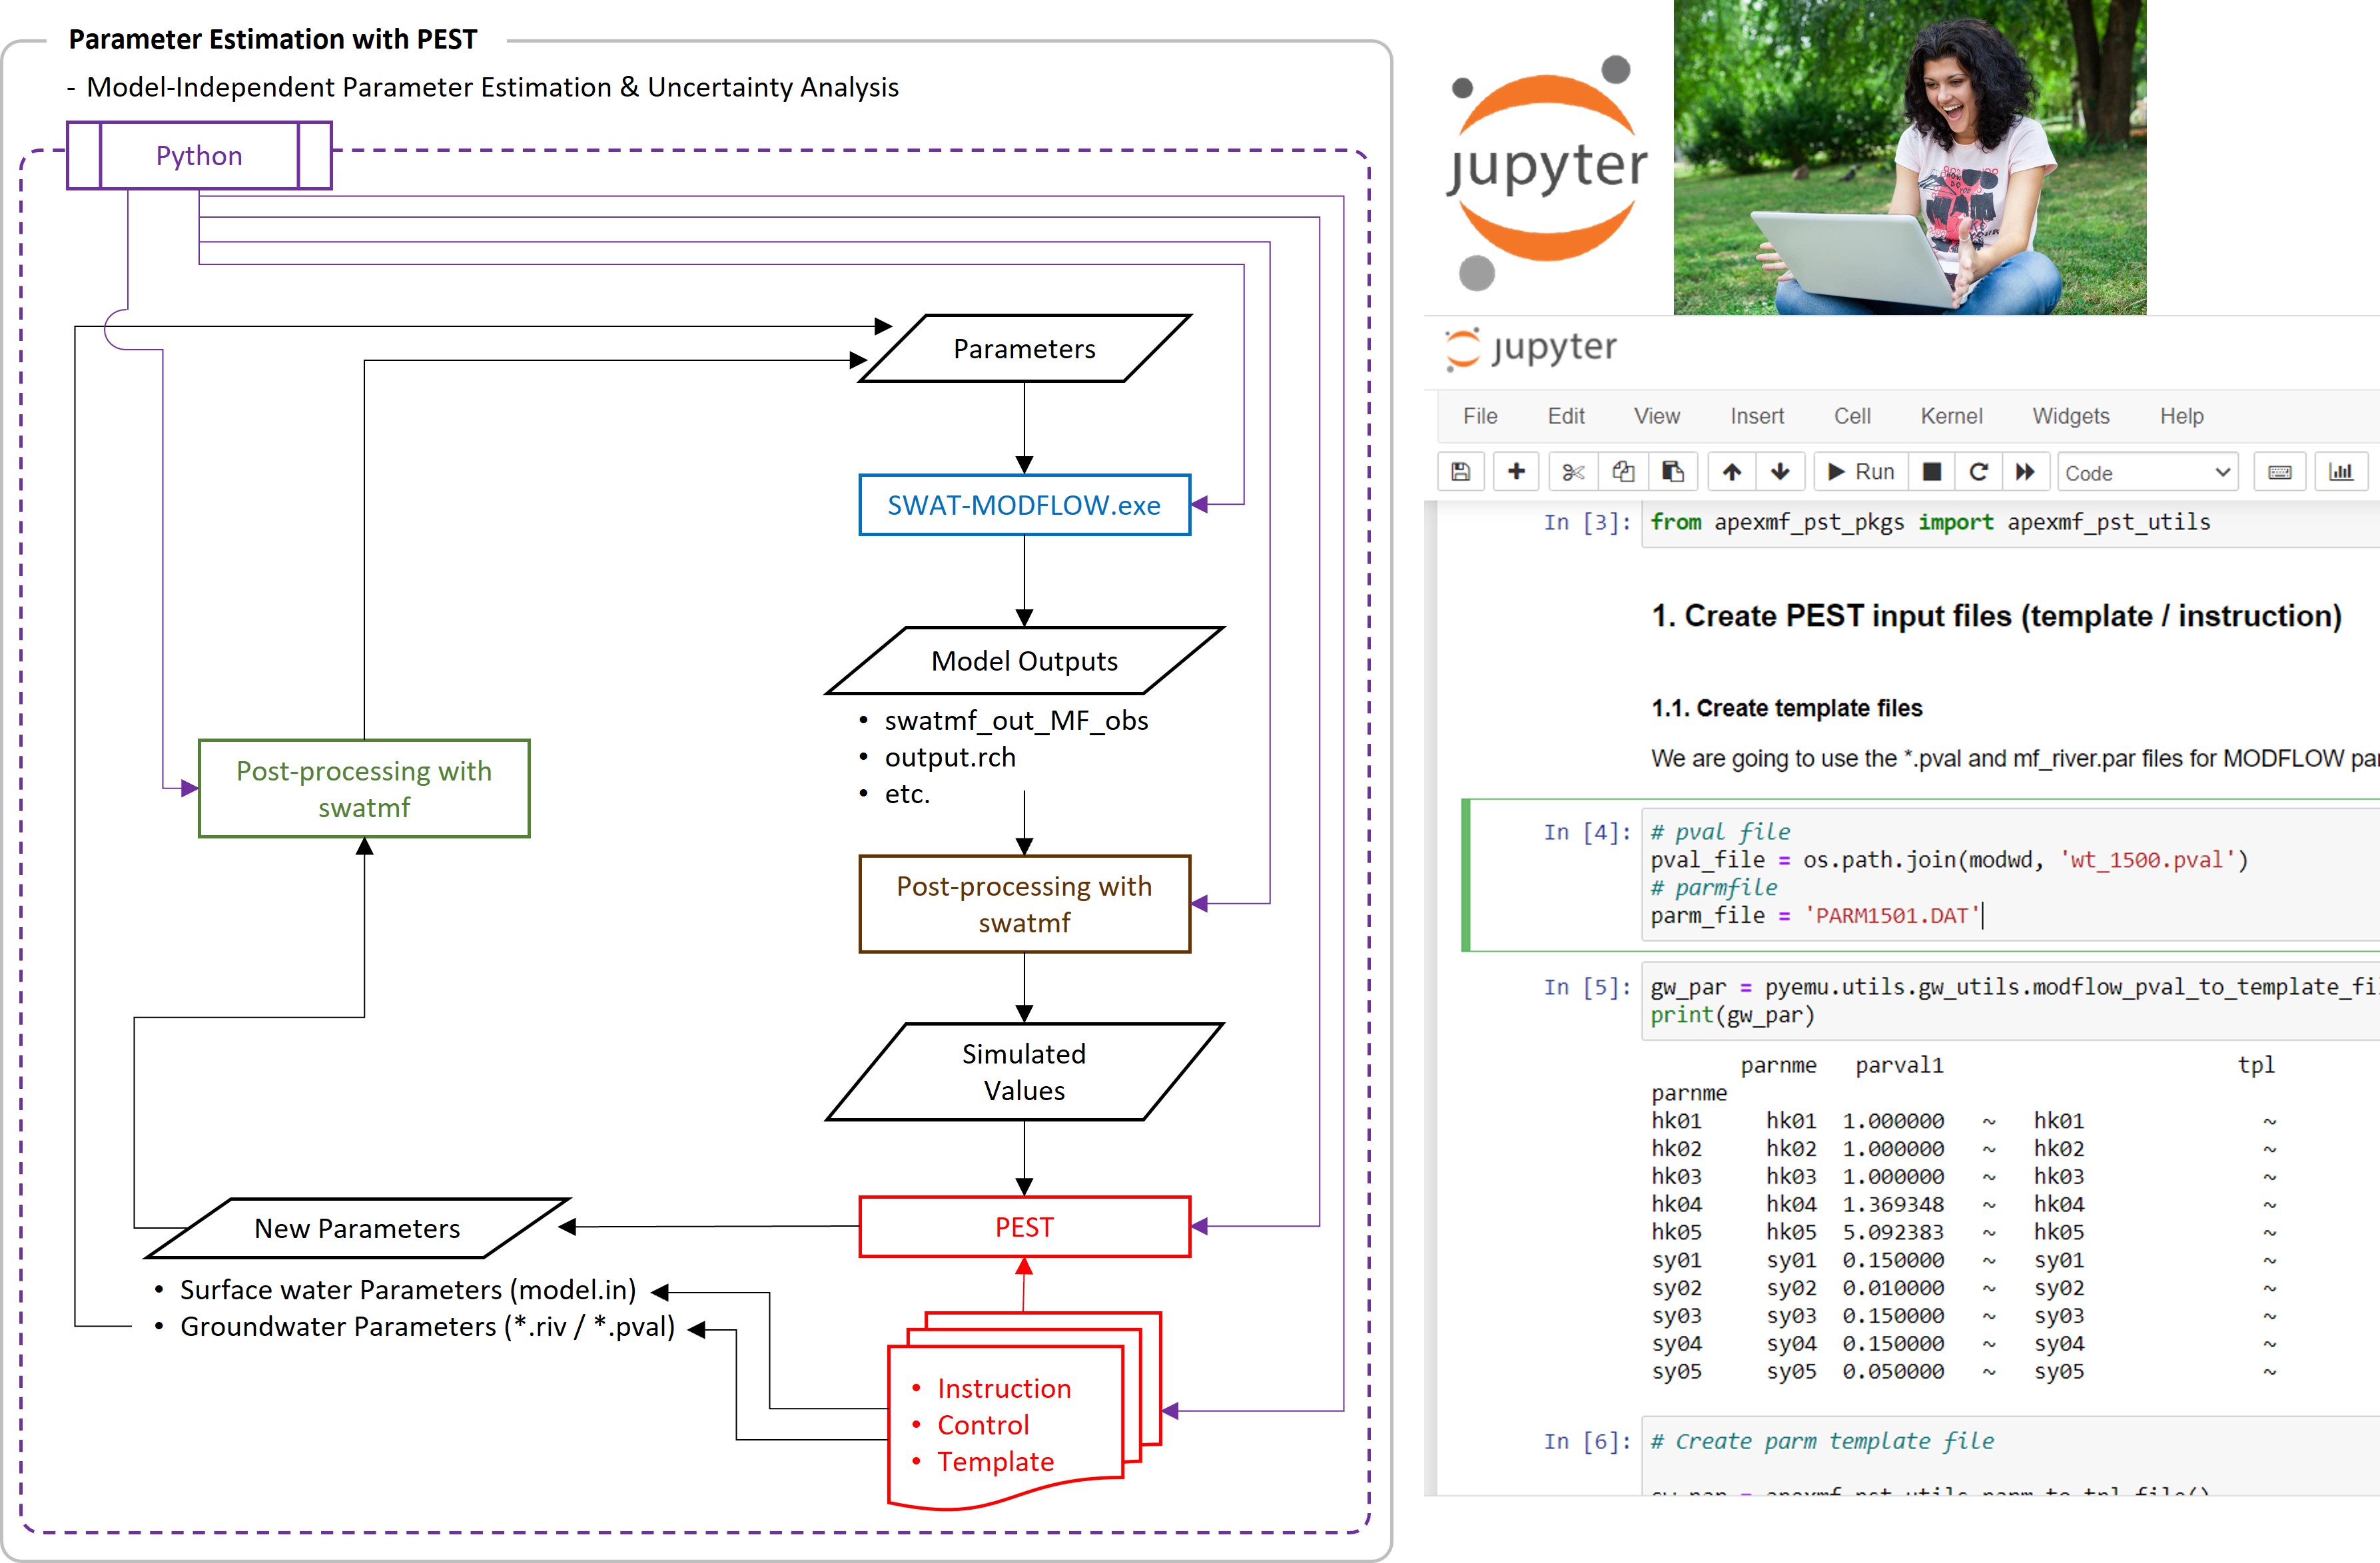 Parameter Estimation with PEST
- Model-Independent Parameter Estimation & Uncertainty Analysis
Python
Parameters
SWAT-MODFLOW.exe
Model Outputs
• swatmf_out_MF_obs
• output.rch
• etc.
Post-processing with
swatmf
Post-processing with
swatmf
Simulated
Values
PEST
New Parameters
• Surface water Parameters (model.in)
• Groundwater Parameters (*.riv / *.pval)
• Instruction
• Control
• Template
jupyter
jupyter
File Edit View Insert Cell Kernel Widgets Help
Run Code
In [3]: from apexmf_pst_pkgs import apexmf_pst_utils
1. Create PEST input files (template / instruction)
1.1. Create template files
We are going to use the *.pval and mf_river.par files for MODFLOW par
In [4]: # pval file
pval_file = os.path.join(modwd, 'wt_1500.pval')
# parmfile
parm_file = 'PARM1501.DAT'
In [5]: gw_par = pyemu.utils.gw_utils.modflow_pval_to_template_fi
print(gw_par)
parnme parval1 tpl
parnme
hk01 hk01 1.000000 ~ hk01 ~
hk02 hk02 1.000000 ~ hk02 ~
hk03 hk03 1.000000 ~ hk03 ~
hk04 hk04 1.369348 ~ hk04 ~
hk05 hk05 5.092383 ~ hk05 ~
sy01 sy01 0.150000 ~ sy01 ~
sy02 sy02 0.010000 ~ sy02 ~
sy03 sy03 0.150000 ~ sy03 ~
sy04 sy04 0.150000 ~ sy04 ~
sy05 sy05 0.050000 ~ sy05 ~
In [6]: # Create parm template file